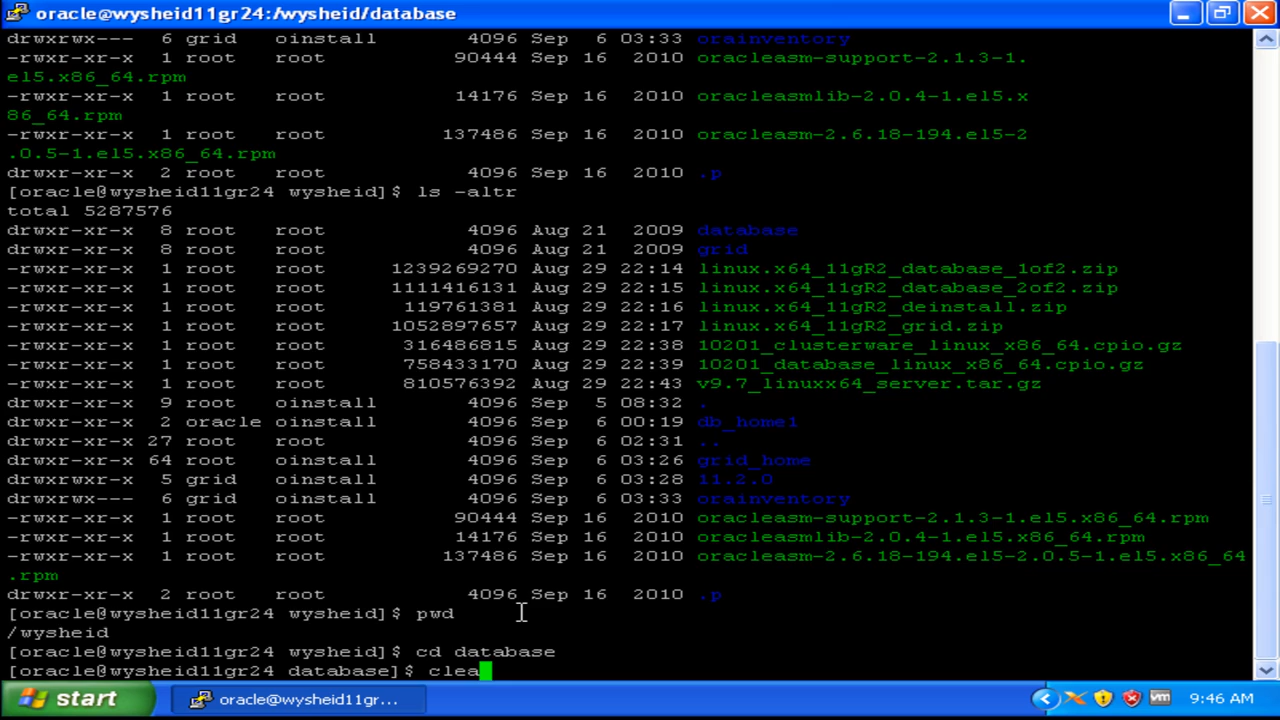 oracle@wysheid11gr24:/wysheid/database
drwxrwx--- 6 grid oinstall 4096 Sep 6 03:33 orainventory
-rwxr-xr-x 1 root root 90444 Sep 16 2010 oracleasm-support-2.1.3-1.
el5.x86_64.rpm
-rwxr-xr-x 1 root root 14176 Sep 16 2010 oracleasmlib-2.0.4-1.el5.x
86_64.rpm
-rwxr-xr-x 1 root root 137486 Sep 16 2010 oracleasm-2.6.18-194.el5-2
.0.5-1.el5.x86_64.rpm
drwxr-xr-x 2 root root 4096 Sep 16 2010 .p
[oracle@wysheid11gr24 wysheid]$ ls -altr
total 5287576
drwxr-xr-x 8 root root 4096 Aug 21 2009 database
drwxr-xr-x 8 root root 4096 Aug 21 2009 grid
-rwxr-xr-x 1 root root 1239269270 Aug 29 22:14 linux.x64_11gR2_database_1of2.zip
-rwxr-xr-x 1 root root 1111416131 Aug 29 22:15 linux.x64_11gR2_database_2of2.zip
-rwxr-xr-x 1 root root 119761381 Aug 29 22:16 linux.x64_11gR2_deinstall.zip
-rwxr-xr-x 1 root root 1052897657 Aug 29 22:17 linux.x64_11gR2_grid.zip
-rwxr-xr-x 1 root root 316486815 Aug 29 22:38 10201_clusterware_linux_x86_64.cpio.gz
-rwxr-xr-x 1 root root 758433170 Aug 29 22:39 10201_database_linux_x86_64.cpio.gz
-rwxr-xr-x 1 root root 810576392 Aug 29 22:43 v9.7_linuxx64_server.tar.gz
drwxr-xr-x 9 root oinstall 4096 Sep 5 08:32 .
drwxr-xr-x 2 oracle oinstall 4096 Sep 6 00:19 db_home1
drwxr-xr-x 27 root root 4096 Sep 6 02:31 ..
drwxr-xr-x 64 root oinstall 4096 Sep 6 03:26 grid_home
drwxr-xr-x 5 grid oinstall 4096 Sep 6 03:28 11.2.0
drwxrwx--- 6 grid oinstall 4096 Sep 6 03:33 orainventory
-rwxr-xr-x 1 root root 90444 Sep 16 2010 oracleasm-support-2.1.3-1.el5.x86_64.rpm
-rwxr-xr-x 1 root root 14176 Sep 16 2010 oracleasmlib-2.0.4-1.el5.x86_64.rpm
-rwxr-xr-x 1 root root 137486 Sep 16 2010 oracleasm-2.6.18-194.el5-2.0.5-1.el5.x86_64
.rpm
drwxr-xr-x 2 root root 4096 Sep 16 2010 .p
[oracle@wysheid11gr24 wysheid]$ pwd
/wysheid
[oracle@wysheid11gr24 wysheid]$ cd database
[oracle@wysheid11gr24 database]$ clea
start oracle@wysheid11gr... vm 9:46 AM